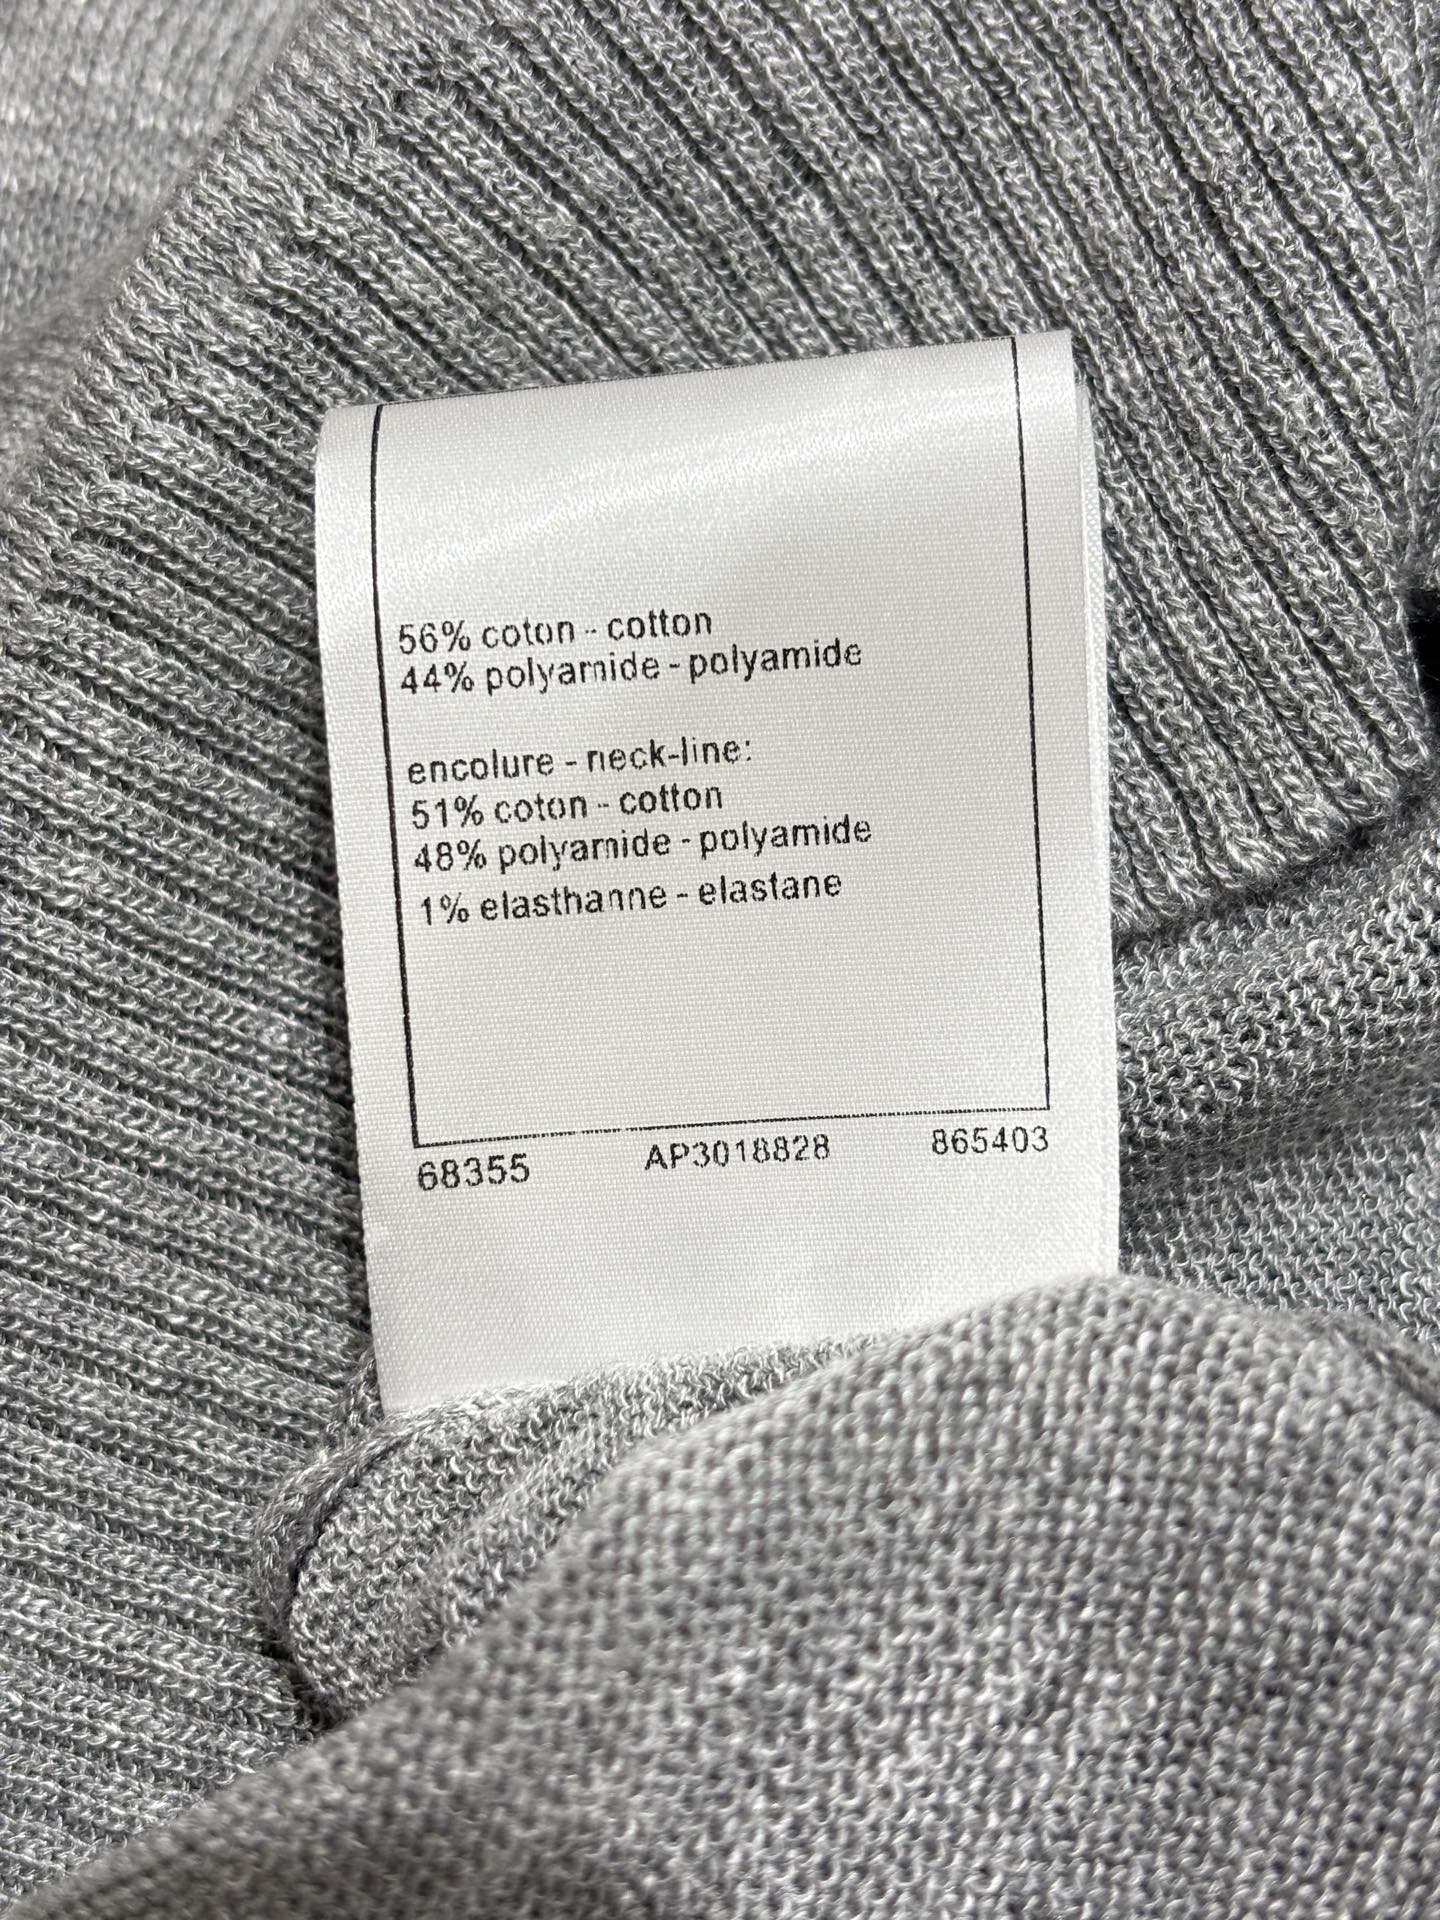 56% coton - cotton
44% polyamide - polyamide
encolure - neck-line:
51% coton - cotton
48% polyamide - polyamide
1% elasthanne - elastane
68355 AP3018828 865403